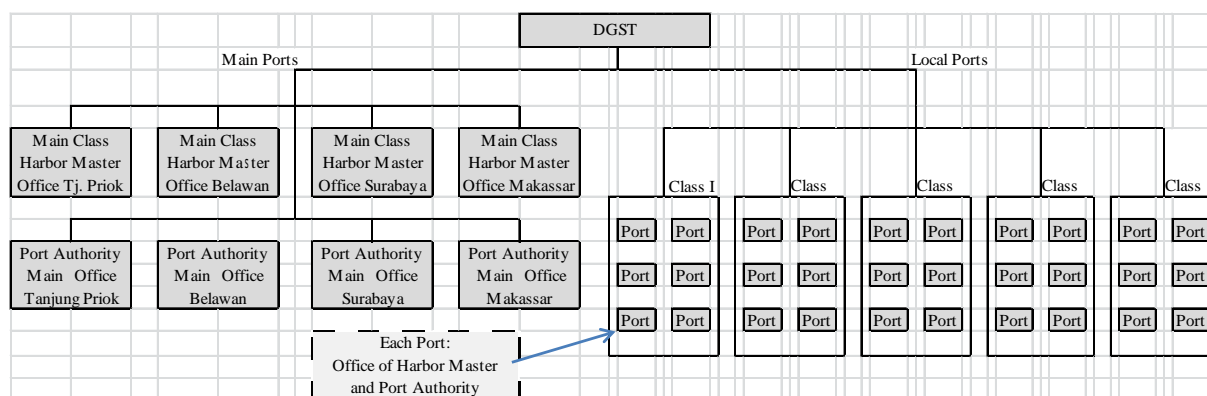 DGST
Main Ports
Local Ports
Main Class
Harbor Master
Office Tj. Priok
Main Class
Harbor Master
Office Belawan
Main Class
Harbor Master
Office Surabaya
Main Class
Harbor Master
Office Makassar
Class I
Class
Class
Class
Class
Port Authority
Main Office
Tanjung Priok
Port Authority
Main Office
Belawan
Port Authority
Main Office
Surabaya
Port Authority
Main Office
Makassar
Port Port Port Port Port Port Port Port Port Port
Port Port Port Port Port Port Port Port Port Port
Port Port Port Port Port Port Port Port Port Port
Each Port:
Office of Harbor Master
and Port Authority